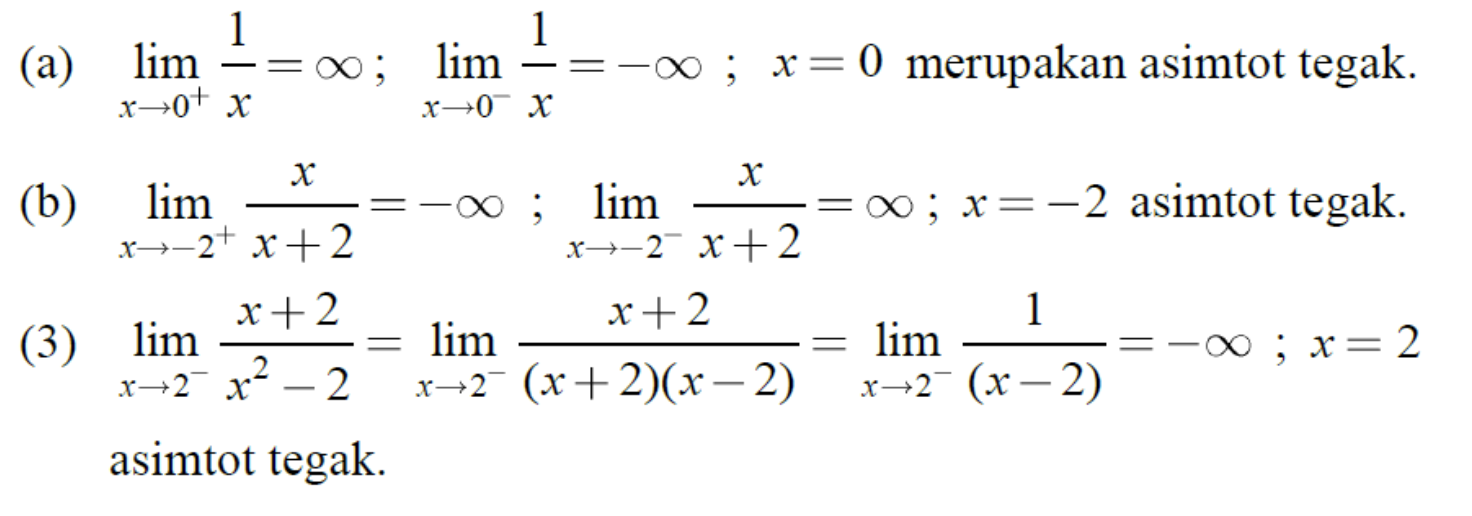 (a) lim_{x→0⁺} 1/x = ∞ ; lim_{x→0⁻} 1/x = −∞ ; x = 0 merupakan asimtot tegak.
(b) lim_{x→−2⁺} x/(x+2) = −∞ ; lim_{x→−2⁻} x/(x+2) = ∞ ; x = −2 asimtot tegak.
(3) lim_{x→2⁻} (x+2)/(x² − 2) = lim_{x→2⁻} (x+2)/((x+2)(x−2)) = lim_{x→2⁻} 1/(x−2) = −∞ ; x = 2
asimtot tegak.